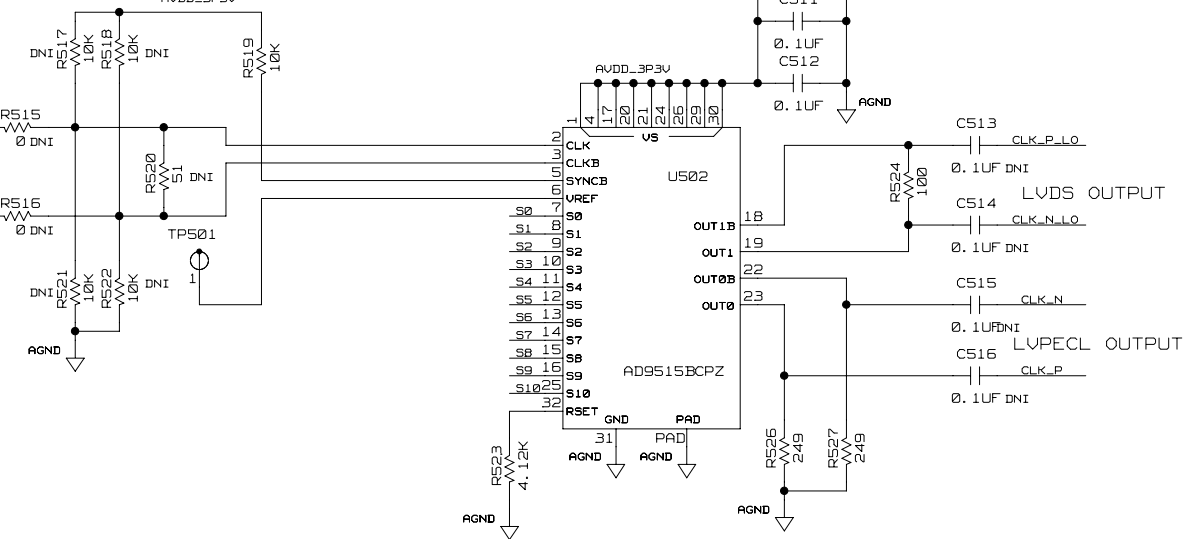 AVDD_3P3V
C511
0.1UF
C512
0.1UF
AGND
DNI R517 10K
R518 10K DNI
R519 10K
AVDD_3P3V
1 4 17 20 21 24 26 29 30
VS
R515
0 DNI
R520 51 DNI
R516
0 DNI
TP501
1
DNI R521 10K
R522 10K DNI
AGND
2 CLK
3 CLKB
5 SYNCB
6 VREF
S0 7 S0
S1 8 S1
S2 9 S2
S3 10 S3
S4 11 S4
S5 12 S5
S6 13 S6
S7 14 S7
S8 15 S8
S9 16 S9
S10 25 S10
32 RSET
U502
OUT1B 18
OUT1 19
OUT0B 22
OUT0 23
AD9515BCPZ
GND PAD
31 PAD
AGND AGND
R523 4.12K
AGND
R524 100
C513 CLK_P_LO
0.1UF DNI
LVDS OUTPUT
C514 CLK_N_LO
0.1UF DNI
C515 CLK_N
0.1UF DNI
LVPECL OUTPUT
C516 CLK_P
0.1UF DNI
R526 249
R527 249
AGND